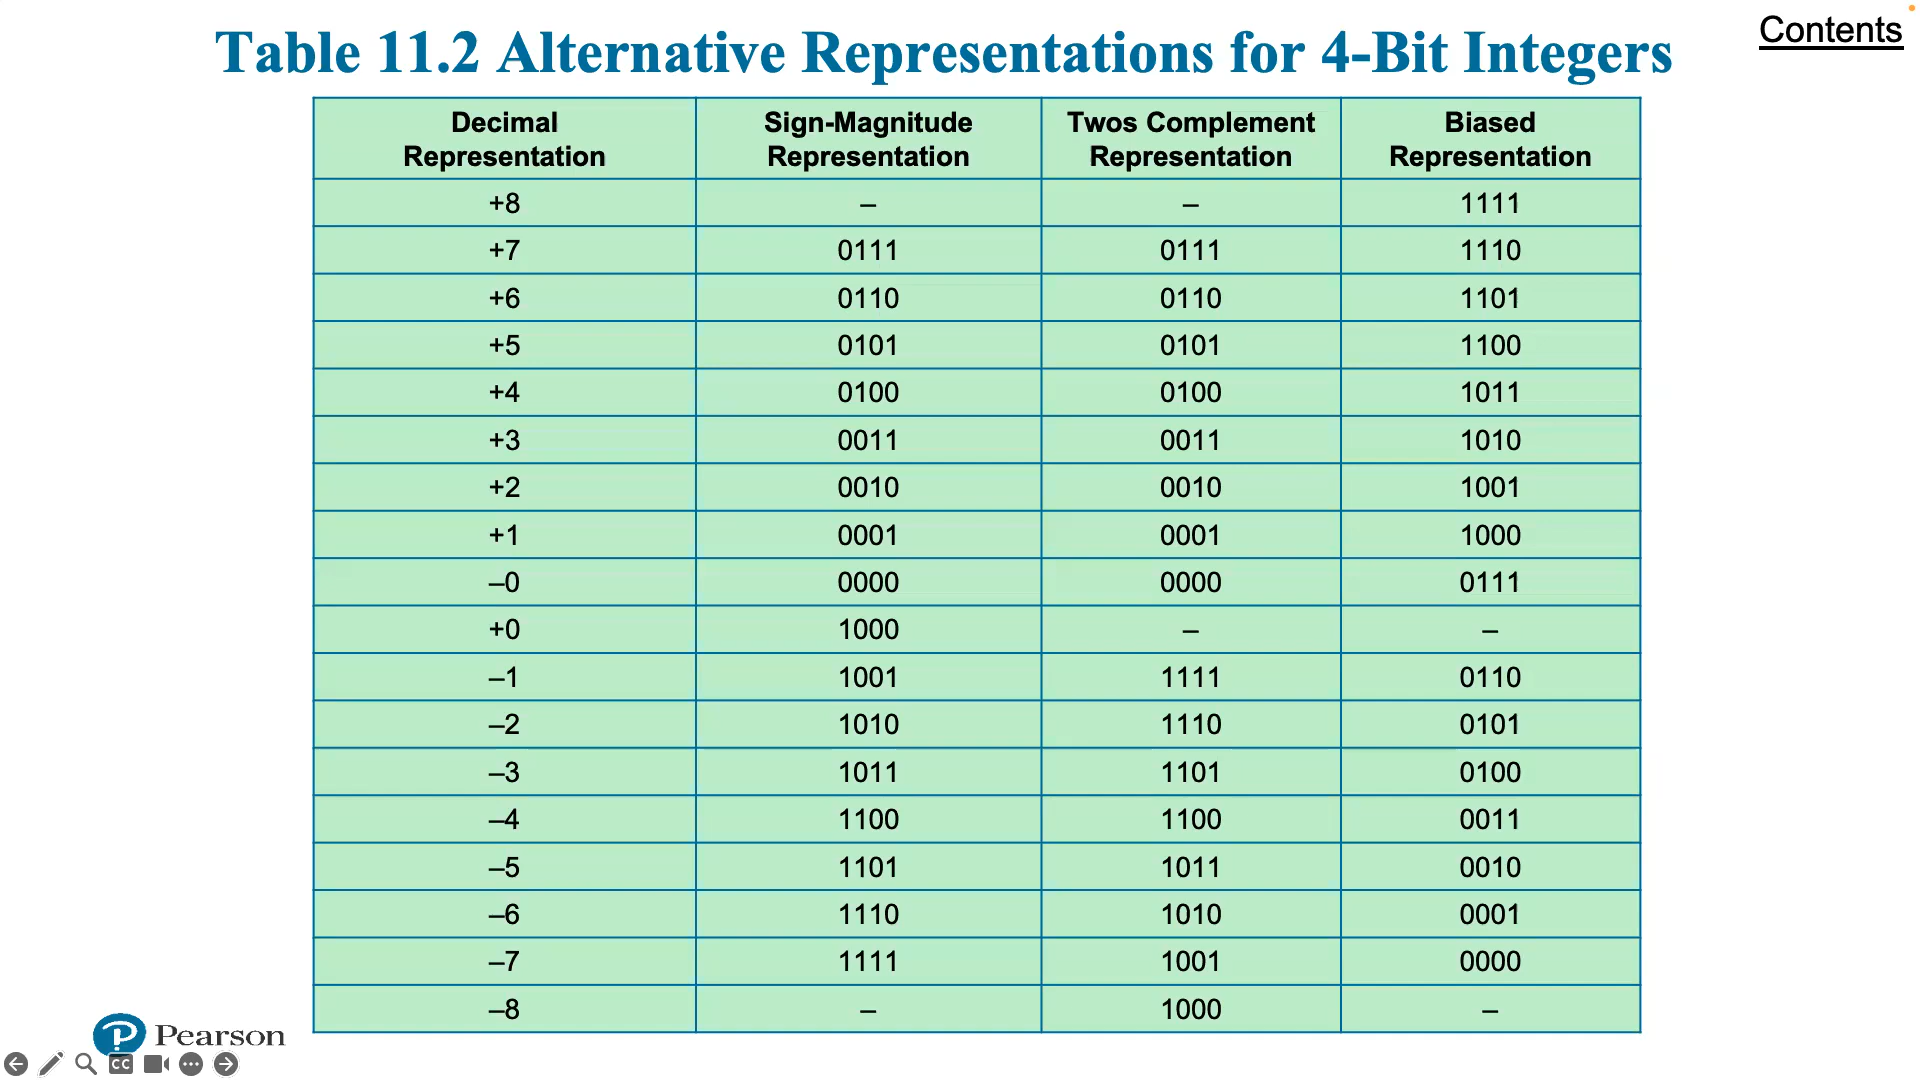 Contents
Table 11.2 Alternative Representations for 4-Bit Integers
Decimal Representation Sign-Magnitude Representation Twos Complement Representation Biased Representation
+8 – – 1111
+7 0111 0111 1110
+6 0110 0110 1101
+5 0101 0101 1100
+4 0100 0100 1011
+3 0011 0011 1010
+2 0010 0010 1001
+1 0001 0001 1000
–0 0000 0000 0111
+0 1000 – –
–1 1001 1111 0110
–2 1010 1110 0101
–3 1011 1101 0100
–4 1100 1100 0011
–5 1101 1011 0010
–6 1110 1010 0001
–7 1111 1001 0000
–8 – 1000 –
Pearson
CC